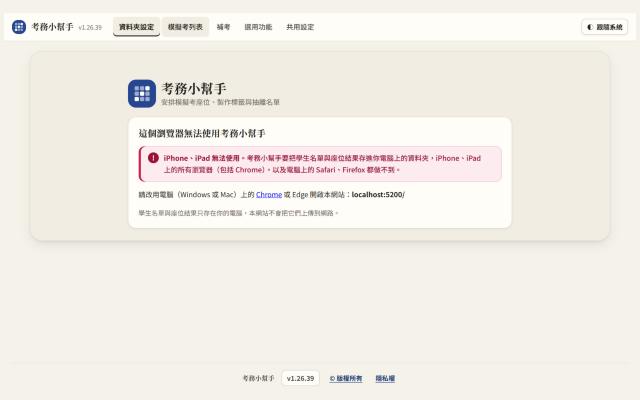 考務小幫手 v1.26.39 資料夾設定 模擬考列表 補考 選用功能 共用設定 跟隨系統
考務小幫手
安排模擬考座位、製作標籤與抽離名單
這個瀏覽器無法使用考務小幫手
iPhone、iPad 無法使用。考務小幫手要把學生名單與座位結果存進你電腦上的資料夾，iPhone、iPad
上的所有瀏覽器（包括 Chrome），以及電腦上的 Safari、Firefox 都做不到。
請改用電腦（Windows 或 Mac）上的 Chrome 或 Edge 開啟本網站：localhost:5200/
學生名單與座位結果只存在你的電腦，本網站不會把它們上傳到網路。
考務小幫手 v1.26.39 © 版權所有 隱私權